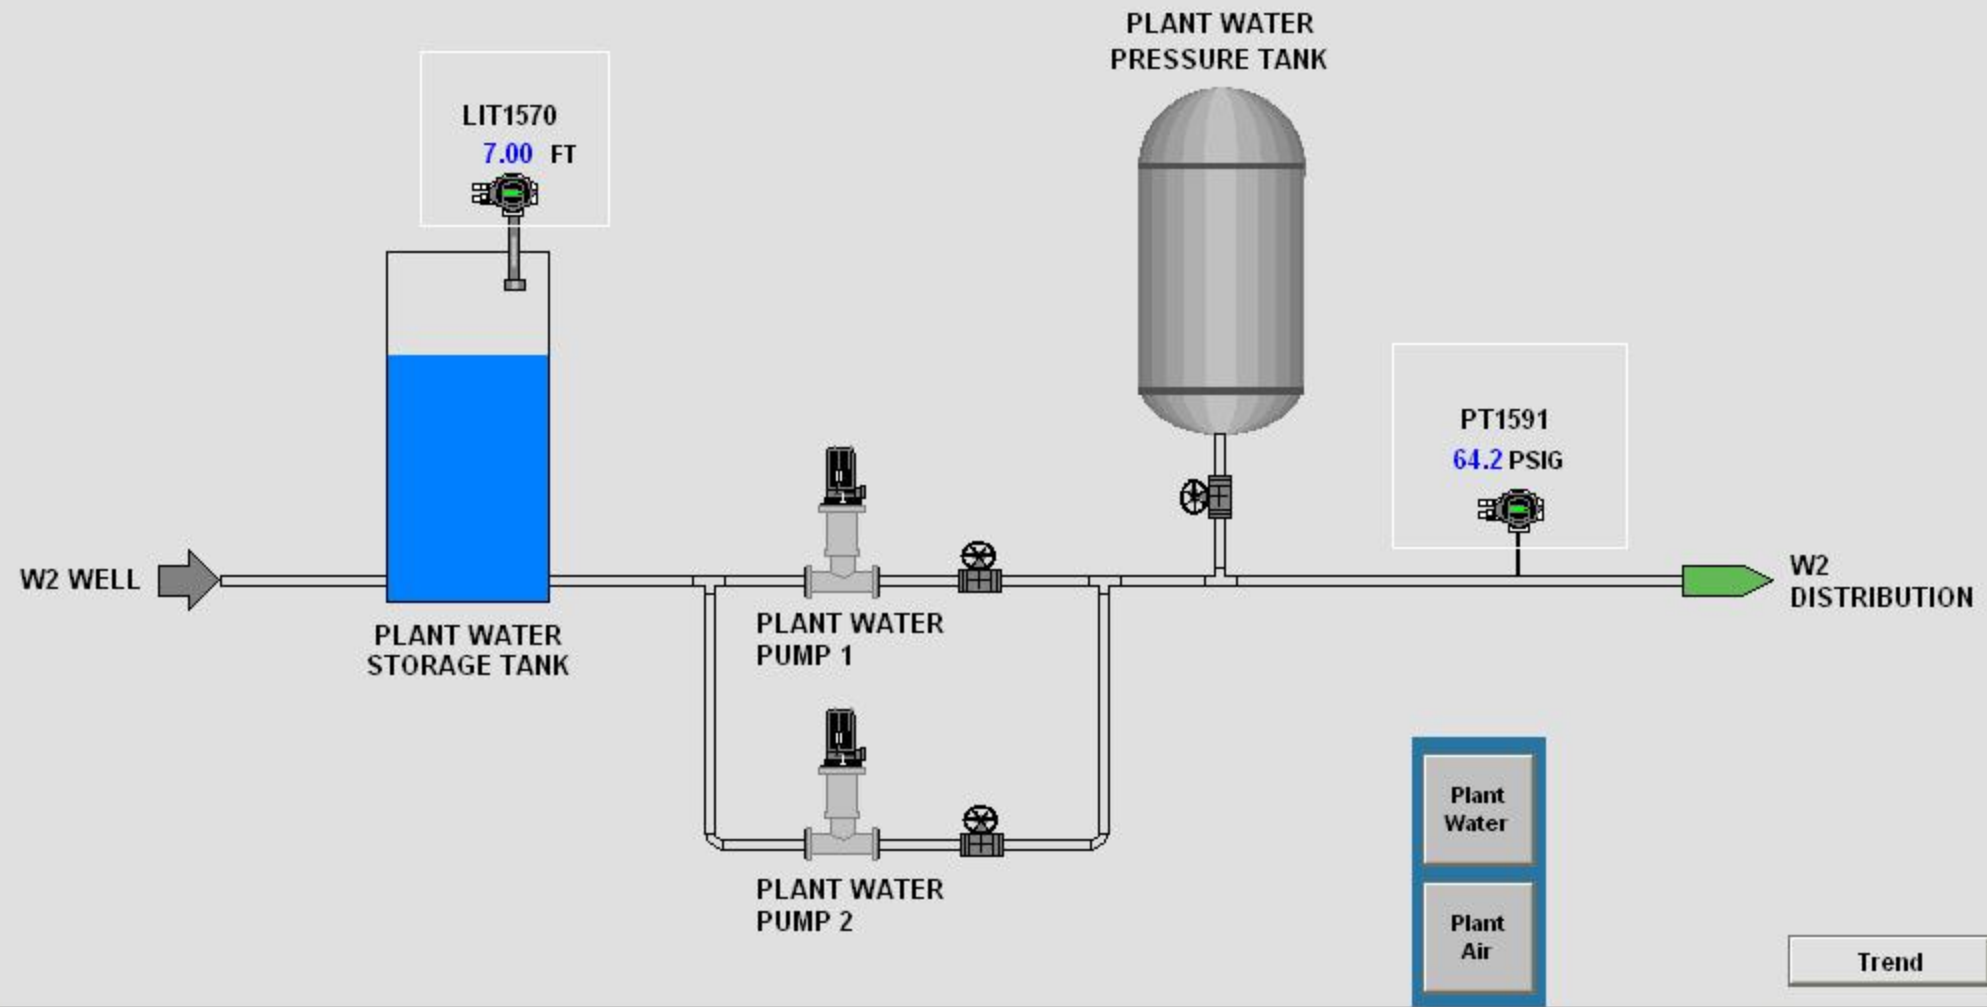 PLANT WATER
PRESSURE TANK
LIT1570
7.00 FT
PT1591
64.2 PSIG
W2 WELL
W2
DISTRIBUTION
PLANT WATER
STORAGE TANK
PLANT WATER
PUMP 1
PLANT WATER
PUMP 2
Plant
Water
Plant
Air
Trend